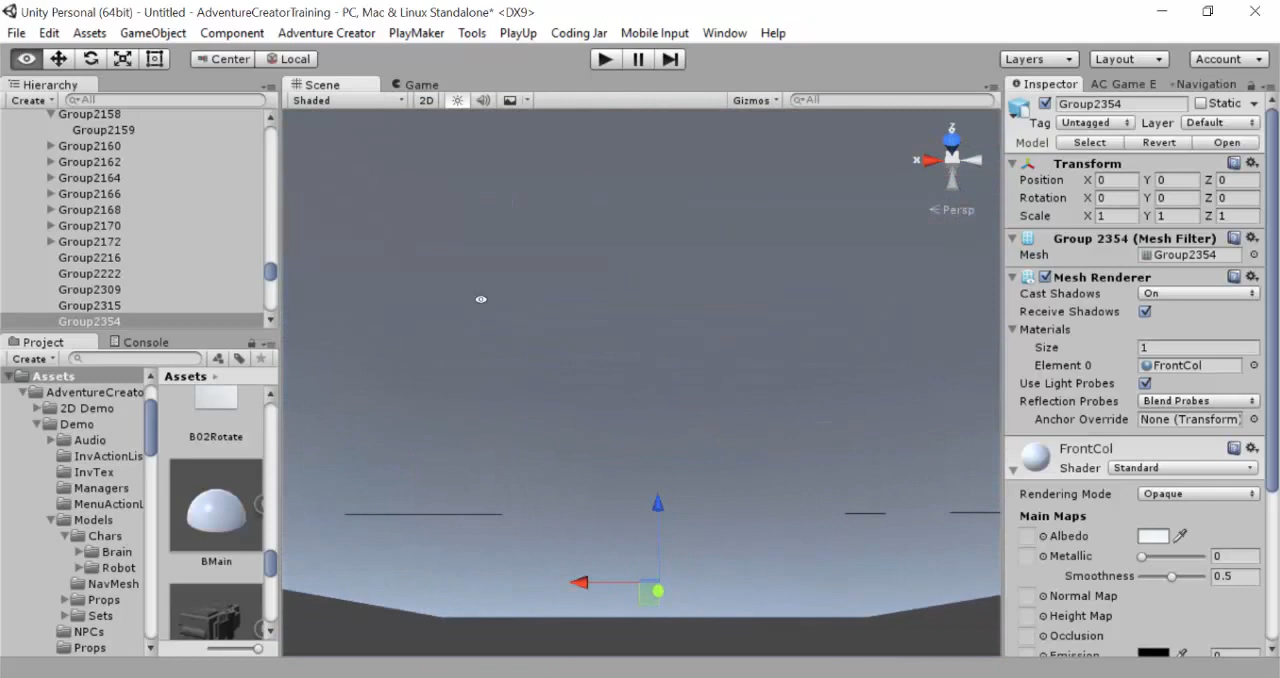 Unity Personal (64bit) - Untitled - AdventureCreatorTraining - PC, Mac & Linux Standalone* <DX9>
File Edit Assets GameObject Component Adventure Creator PlayMaker Tools PlayUp Coding Jar Mobile Input Window Help
Center Local Layers Layout Account
Hierarchy
Create All
Group2158
Group2159
Group2160
Group2162
Group2164
Group2166
Group2168
Group2170
Group2172
Group2216
Group2222
Group2309
Group2315
Group2354
Scene Game
Shaded 2D Gizmos All
z
x
Persp
Project Console
Create
Assets
AdventureCreato
2D Demo
Demo
Audio
InvActionLis
InvTex
Managers
MenuActionL
Models
Chars
Brain
Robot
NavMesh
Props
Sets
NPCs
Props
Assets
B02Rotate
BMain
Inspector AC Game E Navigation
Group2354 Static
Tag Untagged Layer Default
Model Select Revert Open
Transform
Position X 0 Y 0 Z 0
Rotation X 0 Y 0 Z 0
Scale X 1 Y 1 Z 1
Group 2354 (Mesh Filter)
Mesh Group2354
Mesh Renderer
Cast Shadows On
Receive Shadows
Materials
Size 1
Element 0 FrontCol
Use Light Probes
Reflection Probes Blend Probes
Anchor Override None (Transform)
FrontCol
Shader Standard
Rendering Mode Opaque
Main Maps
Albedo
Metallic 0
Smoothness 0.5
Normal Map
Height Map
Occlusion
Emission 0